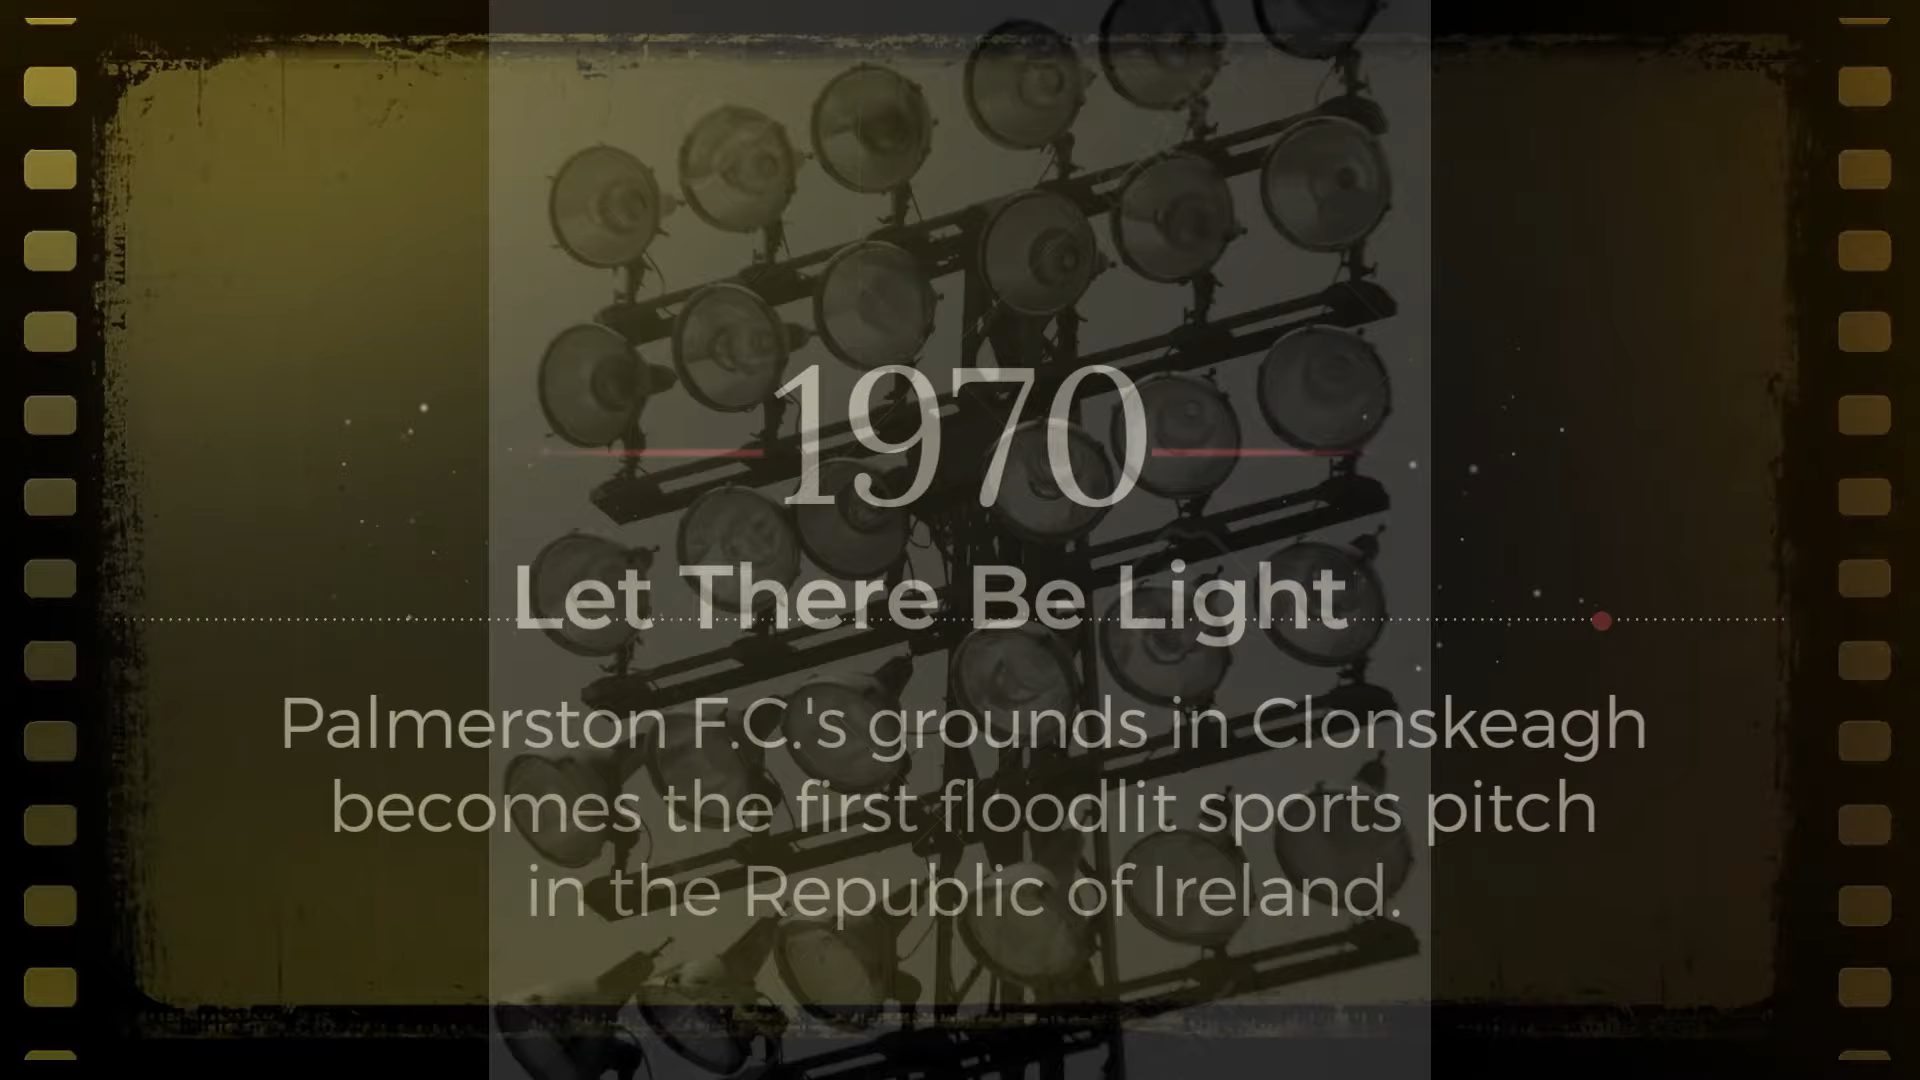 1970
Let There Be Light
Palmerston F.C.'s grounds in Clonskeagh
becomes the first floodlit sports pitch
in the Republic of Ireland.